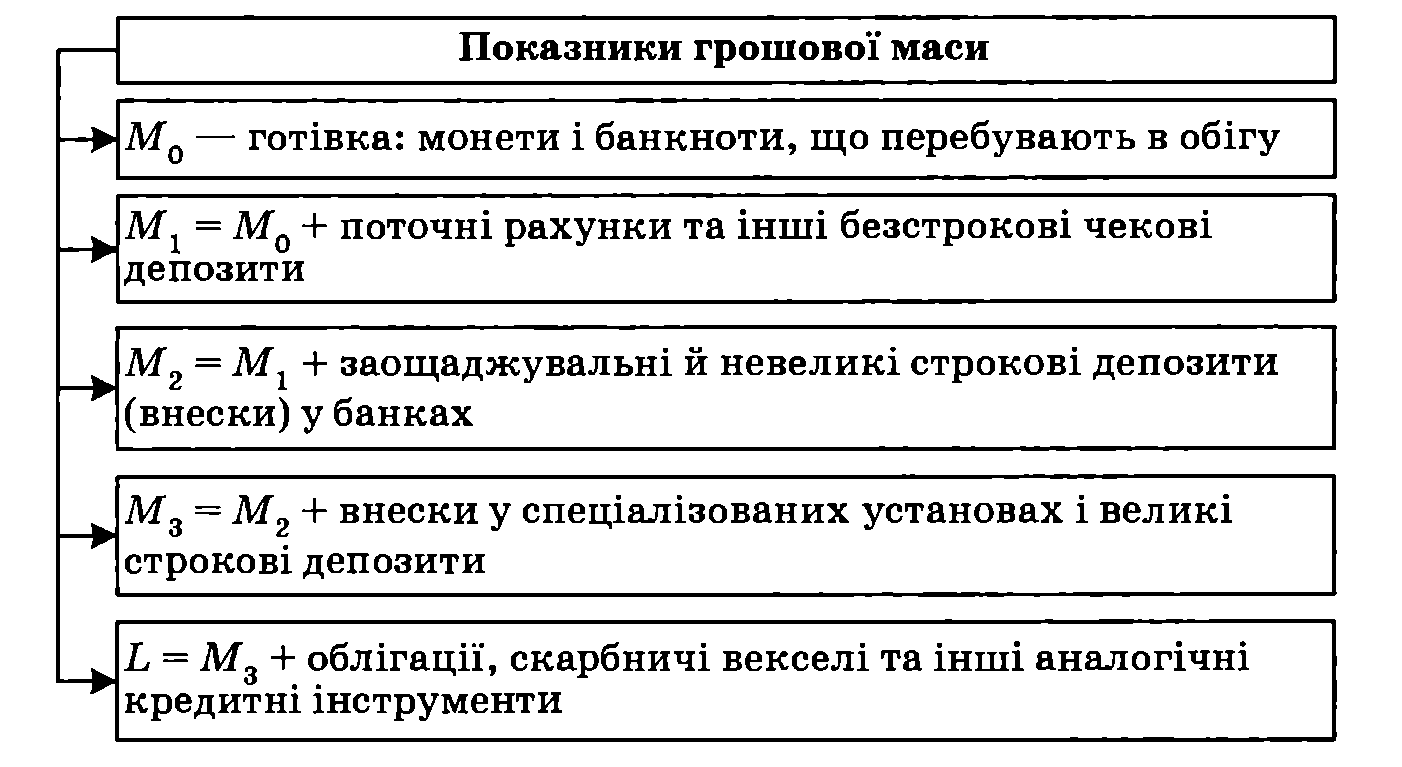 Показники грошової маси
M₀ — готівка: монети і банкноти, що перебувають в обігу
M₁ = M₀ + поточні рахунки та інші безстрокові чекові
депозити
M₂ = M₁ + заощаджувальні й невеликі строкові депозити
(внески) у банках
M₃ = M₂ + внески у спеціалізованих установах і великі
строкові депозити
L = M₃ + облігації, скарбничі векселі та інші аналогічні
кредитні інструменти